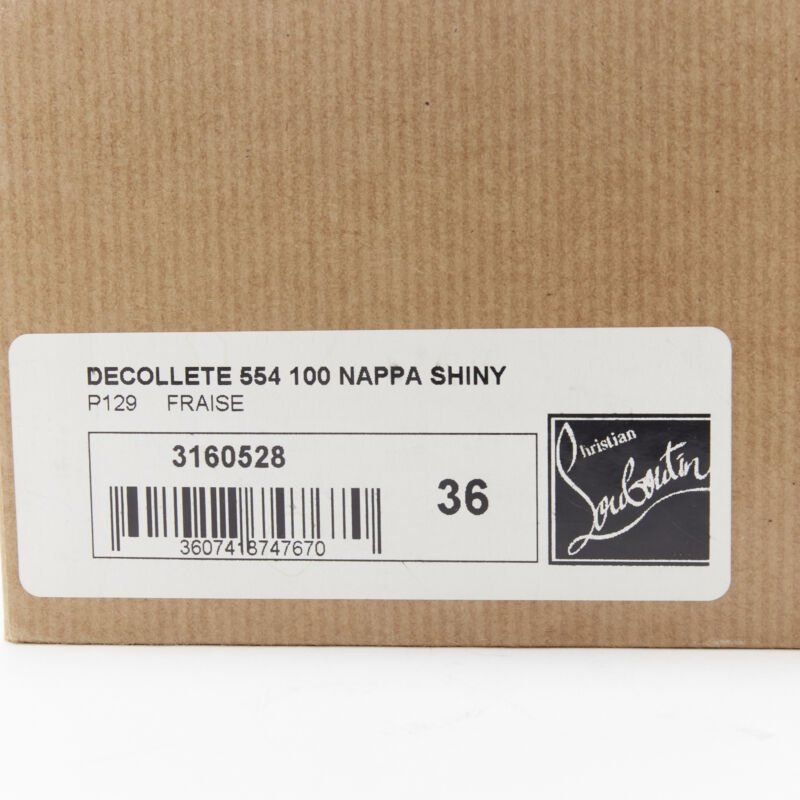 DECOLLETE 554 100 NAPPA SHINY
P129 FRAISE
3160528
36
3607418747670
Christian
Louboutin